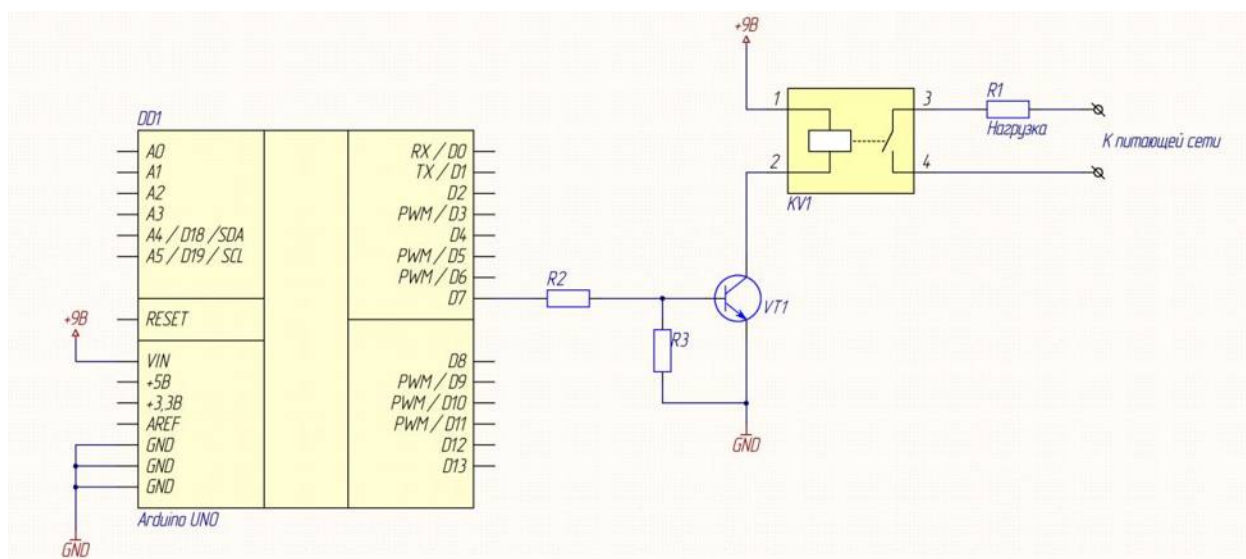 +9В
DD1
A0
A1
A2
A3
A4 / D18 /SDA
A5 / D19 / SCL
RESET
VIN
+5В
+3,3В
AREF
GND
GND
GND
RX / D0
TX / D1
D2
PWM / D3
D4
PWM / D5
PWM / D6
D7
D8
PWM / D9
PWM / D10
PWM / D11
D12
D13
Arduino UNO
+9В
GND
R2
R3
VT1
GND
1
2
3
4
KV1
R1
Нагрузка
К питающей сети